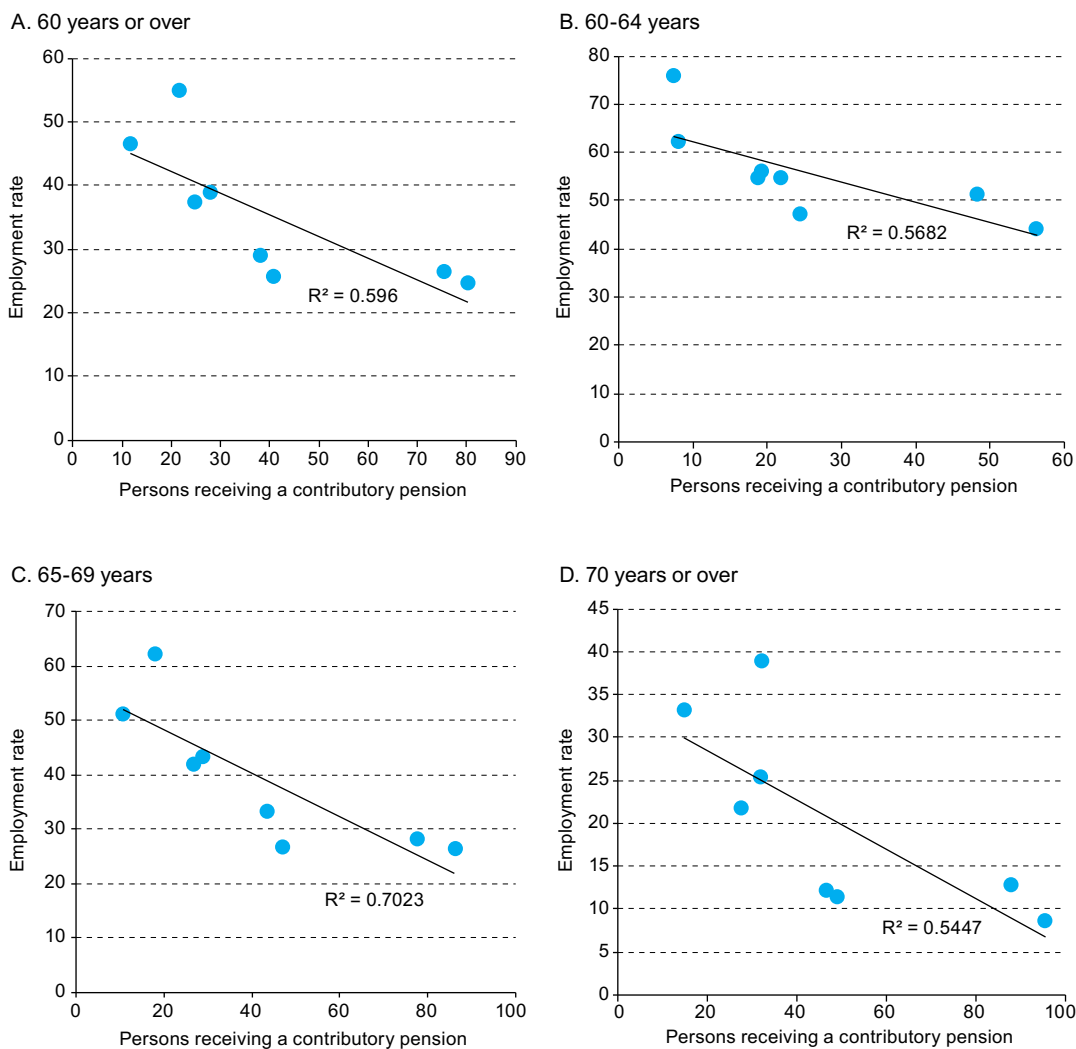 A. 60 years or over
Employment rate
60
50
40
30
20
10
0
R² = 0.596
0 10 20 30 40 50 60 70 80 90
Persons receiving a contributory pension
B. 60-64 years
Employment rate
80
70
60
50
40
30
20
10
0
R² = 0.5682
0 10 20 30 40 50 60
Persons receiving a contributory pension
C. 65-69 years
Employment rate
70
60
50
40
30
20
10
0
R² = 0.7023
0 20 40 60 80 100
Persons receiving a contributory pension
D. 70 years or over
Employment rate
45
40
35
30
25
20
15
10
5
0
R² = 0.5447
0 20 40 60 80 100
Persons receiving a contributory pension